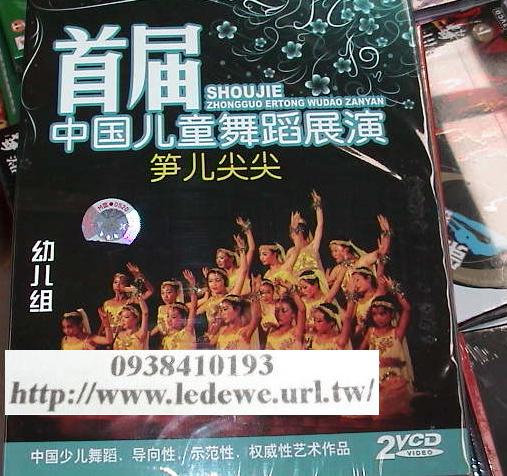 首届
SHOUJIE
ZHONGGUO ERTONG WUDAO ZANYAN
中国儿童舞蹈展演
笋儿尖尖
幼儿组
0938410193
http://www.ledewe.url.tw/
中国少儿舞蹈、导向性、示范性、权威性艺术作品
2VCD
VIDEO